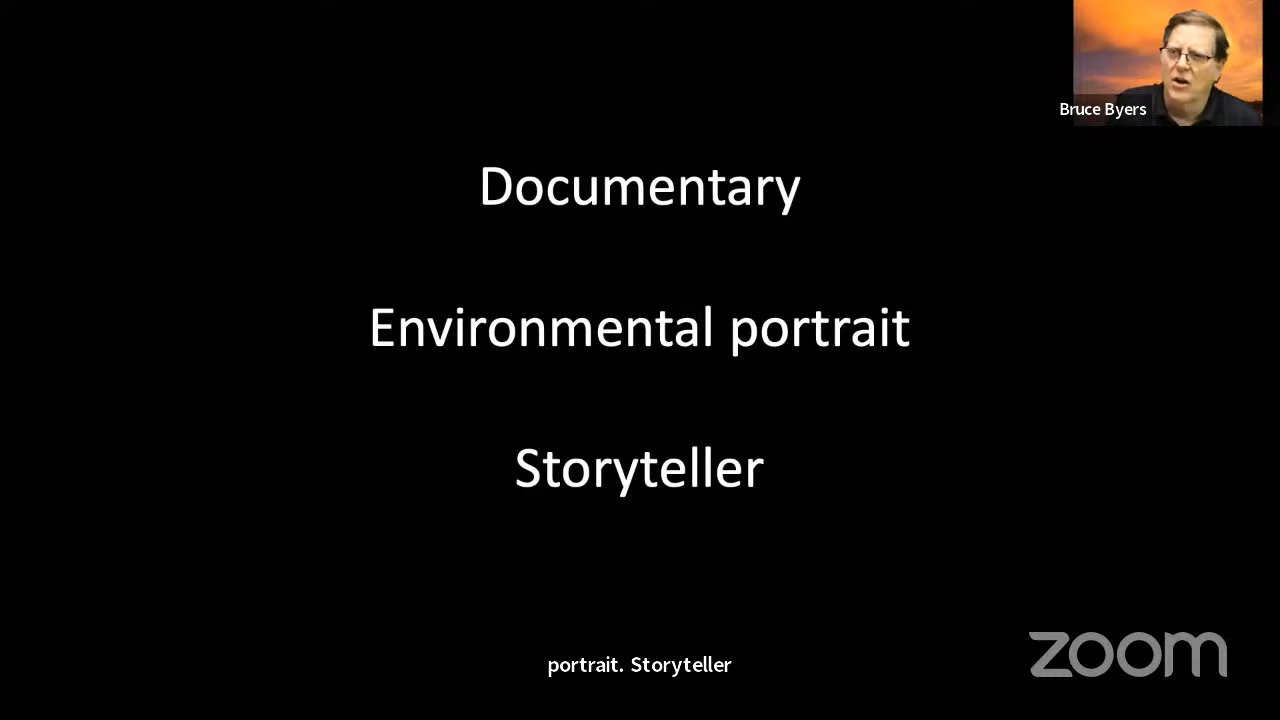 Bruce Byers
Documentary
Environmental portrait
Storyteller
portrait. Storyteller
zoom